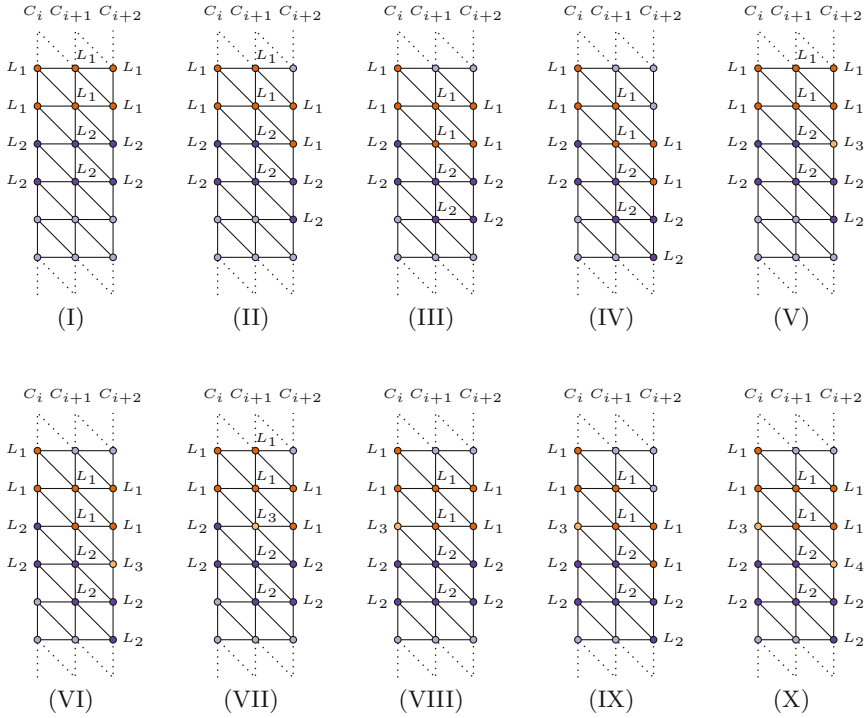 C_i C_{i+1} C_{i+2}
L_1 L_1 L_1
L_1 L_1 L_1
L_2 L_2 L_2
L_2 L_2 L_2
(I)
C_i C_{i+1} C_{i+2}
L_1 L_1
L_1 L_1 L_1
L_2 L_2 L_1
L_2 L_2 L_2
L_2
(II)
C_i C_{i+1} C_{i+2}
L_1
L_1 L_1 L_1
L_2 L_1 L_1
L_2 L_2 L_2
L_2 L_2
(III)
C_i C_{i+1} C_{i+2}
L_1
L_1 L_1
L_2 L_1 L_1
L_2 L_2 L_1
L_2 L_2
L_2
(IV)
C_i C_{i+1} C_{i+2}
L_1 L_1 L_1
L_1 L_1 L_1
L_2 L_2 L_3
L_2 L_2 L_2
L_2
(V)
C_i C_{i+1} C_{i+2}
L_1
L_1 L_1 L_1
L_2 L_1 L_1
L_2 L_2 L_3
L_2 L_2
L_2
(VI)
C_i C_{i+1} C_{i+2}
L_1 L_1
L_1 L_1 L_1
L_2 L_3 L_1
L_2 L_2 L_2
L_2 L_2
(VII)
C_i C_{i+1} C_{i+2}
L_1
L_1 L_1 L_1
L_3 L_1 L_1
L_2 L_2 L_2
L_2 L_2 L_2
(VIII)
C_i C_{i+1} C_{i+2}
L_1
L_1 L_1
L_3 L_1 L_1
L_2 L_2 L_1
L_2 L_2 L_2
L_2
(IX)
C_i C_{i+1} C_{i+2}
L_1
L_1 L_1 L_1
L_3 L_1 L_1
L_2 L_2 L_4
L_2 L_2 L_2
L_2
(X)